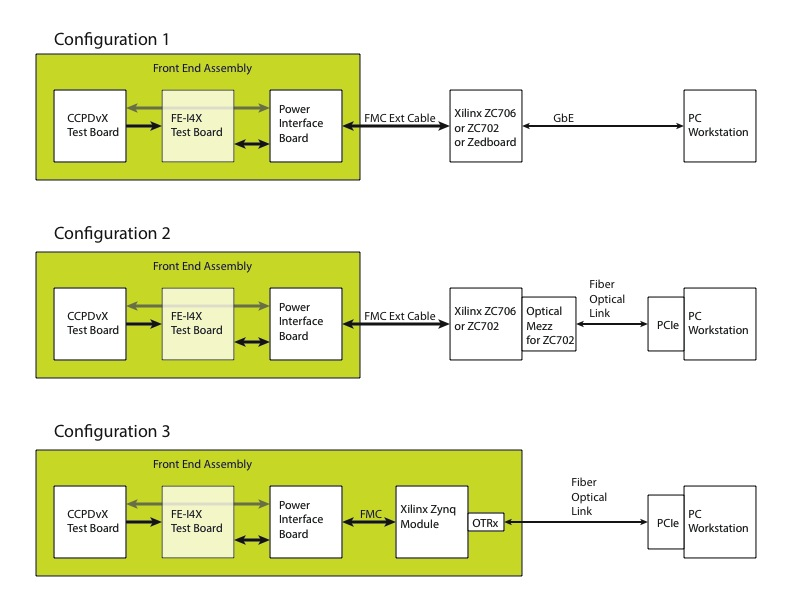 Configuration 1
Front End Assembly
CCPDvX
Test Board
FE-I4X
Test Board
Power
Interface
Board
FMC Ext Cable
Xilinx ZC706
or ZC702
or Zedboard
GbE
PC
Workstation
Configuration 2
Front End Assembly
CCPDvX
Test Board
FE-I4X
Test Board
Power
Interface
Board
FMC Ext Cable
Xilinx ZC706
or ZC702
Optical
Mezz
for ZC702
Fiber
Optical
Link
PCIe
PC
Workstation
Configuration 3
Front End Assembly
CCPDvX
Test Board
FE-I4X
Test Board
Power
Interface
Board
FMC
Xilinx Zynq
Module
OTRx
Fiber
Optical
Link
PCIe
PC
Workstation